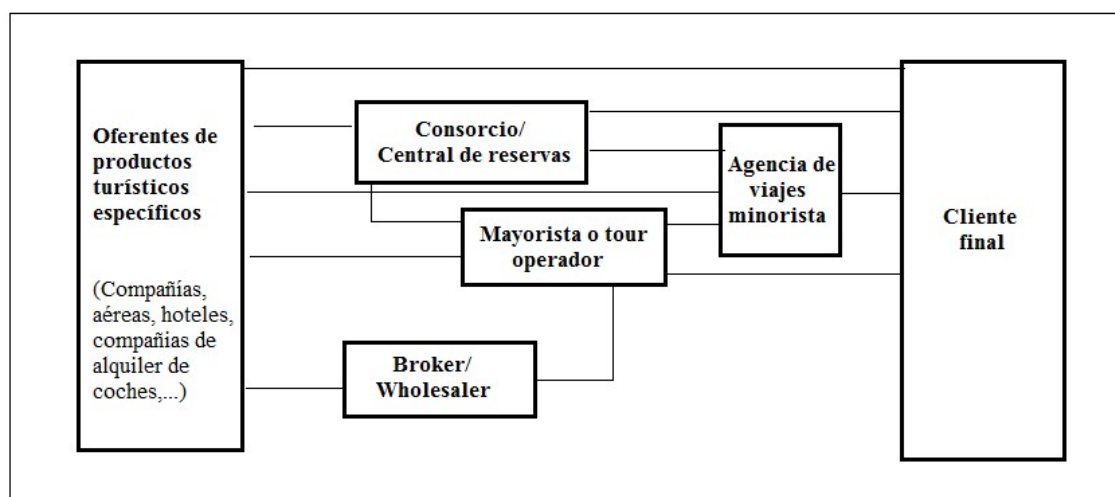 Oferentes de
productos
turísticos
específicos
(Compañías,
aéreas, hoteles,
compañias de
alquiler de
coches,...)
Consorcio/
Central de reservas
Mayorista o tour
operador
Broker/
Wholesaler
Agencia de
viajes
minorista
Cliente
final